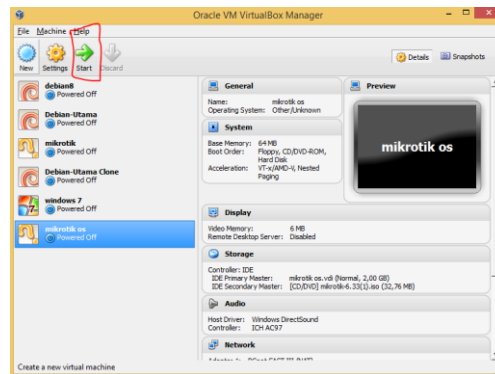 Oracle VM VirtualBox Manager
File Machine Help
New Settings Start Discard
Details Snapshots
debian8
Powered Off
Debian-Utama
Powered Off
mikrotik
Powered Off
Debian-Utama Clone
Powered Off
windows 7
Powered Off
mikrotik os
Powered Off
General
Name: mikrotik os
Operating System: Other/Unknown
System
Base Memory: 64 MB
Boot Order: Floppy, CD/DVD-ROM,
Hard Disk
Acceleration: VT-x/AMD-V, Nested
Paging
Preview
mikrotik os
Display
Video Memory: 6 MB
Remote Desktop Server: Disabled
Storage
Controller: IDE
IDE Primary Master: mikrotik os.vdi (Normal, 2,00 GB)
IDE Secondary Master: [CD/DVD] mikrotik-6.33(1).iso (32,76 MB)
Audio
Host Driver: Windows DirectSound
Controller: ICH AC97
Network
Create a new virtual machine